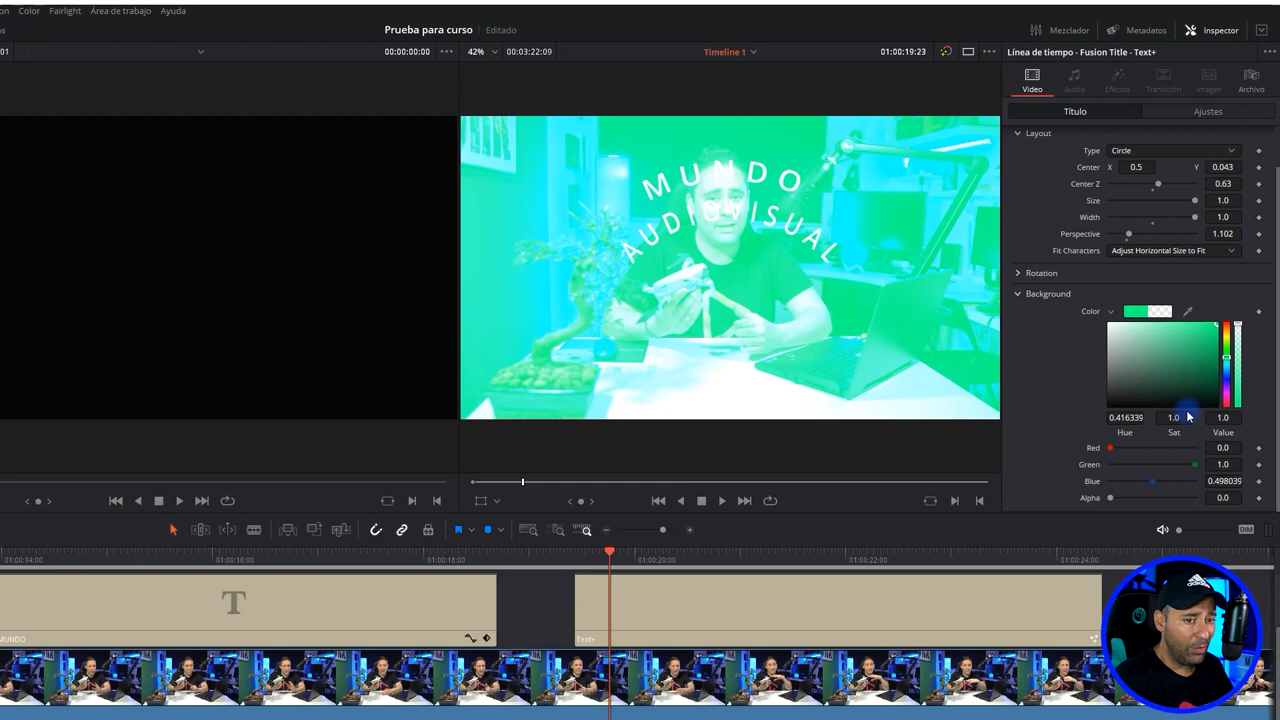 on Color Fairlight Área de trabajo Ayuda
os Prueba para curso Editado Mezclador Metadatos Inspector
01 00:00:00:00 42% 00:03:22:09 Timeline 1 01:00:19:23 Línea de tiempo - Fusion Title - Text+
Video Audio Efectos Transición Imagen Archivo
Título Ajustes
Layout
Type Circle
Center X 0.5 Y 0.043
Center Z 0.63
Size 1.0
Width 1.0
Perspective 1.102
Fit Characters Adjust Horizontal Size to Fit
Rotation
Background
Color
0.416339 1.0 1.0
Hue Sat Value
Red 0.0
Green 1.0
Blue 0.498039
Alpha 0.0
MUNDO
AUDIOVISUAL
DIM
01:00:14:00 01:00:16:00 01:00:18:00 01:00:20:00 01:00:22:00 01:00:24:00
T
MUNDO Text+